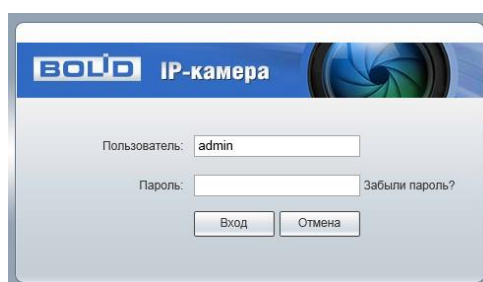 BOLID IP-камера
Пользователь: admin
Пароль: Забыли пароль?
Вход Отмена